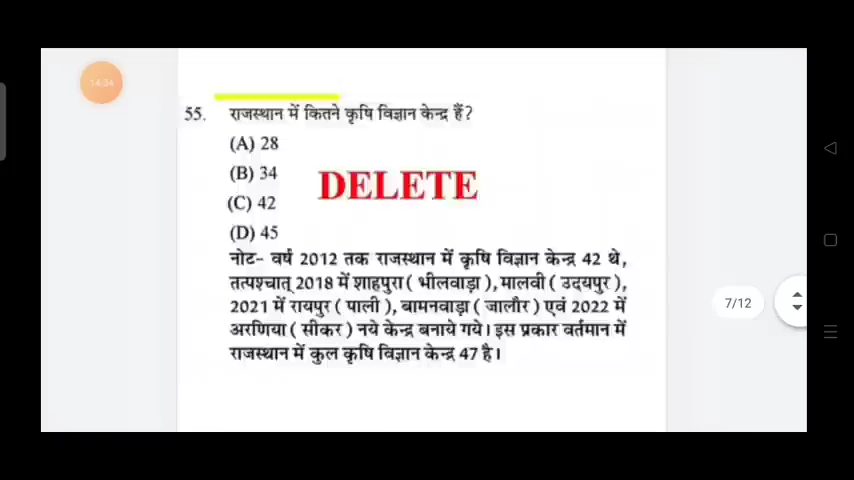 14:34
55. राजस्थान में कितने कृषि विज्ञान केन्द्र हैं?
(A) 28
(B) 34
DELETE
(C) 42
(D) 45
नोट- वर्ष 2012 तक राजस्थान में कृषि विज्ञान केन्द्र 42 थे,
तत्पश्चात् 2018 में शाहपुरा ( भीलवाड़ा ), मालवी ( उदयपुर ),
2021 में रायपुर ( पाली ), बामनवाड़ा ( जालौर ) एवं 2022 में
अरणिया ( सीकर ) नये केन्द्र बनाये गये। इस प्रकार वर्तमान में
राजस्थान में कुल कृषि विज्ञान केन्द्र 47 है।
7/12